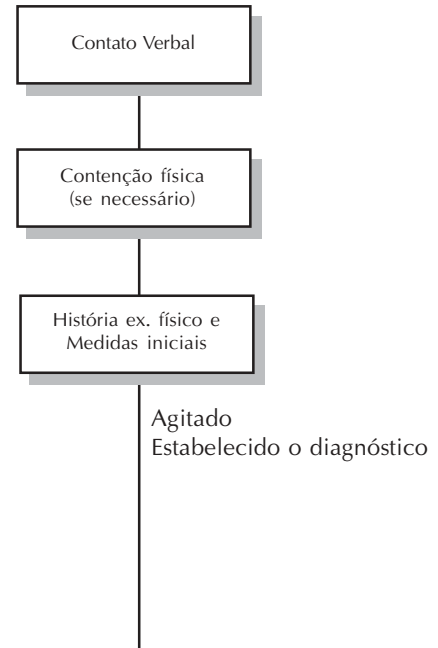 Contato Verbal
Contenção física
(se necessário)
História ex. físico e
Medidas iniciais
Agitado
Estabelecido o diagnóstico